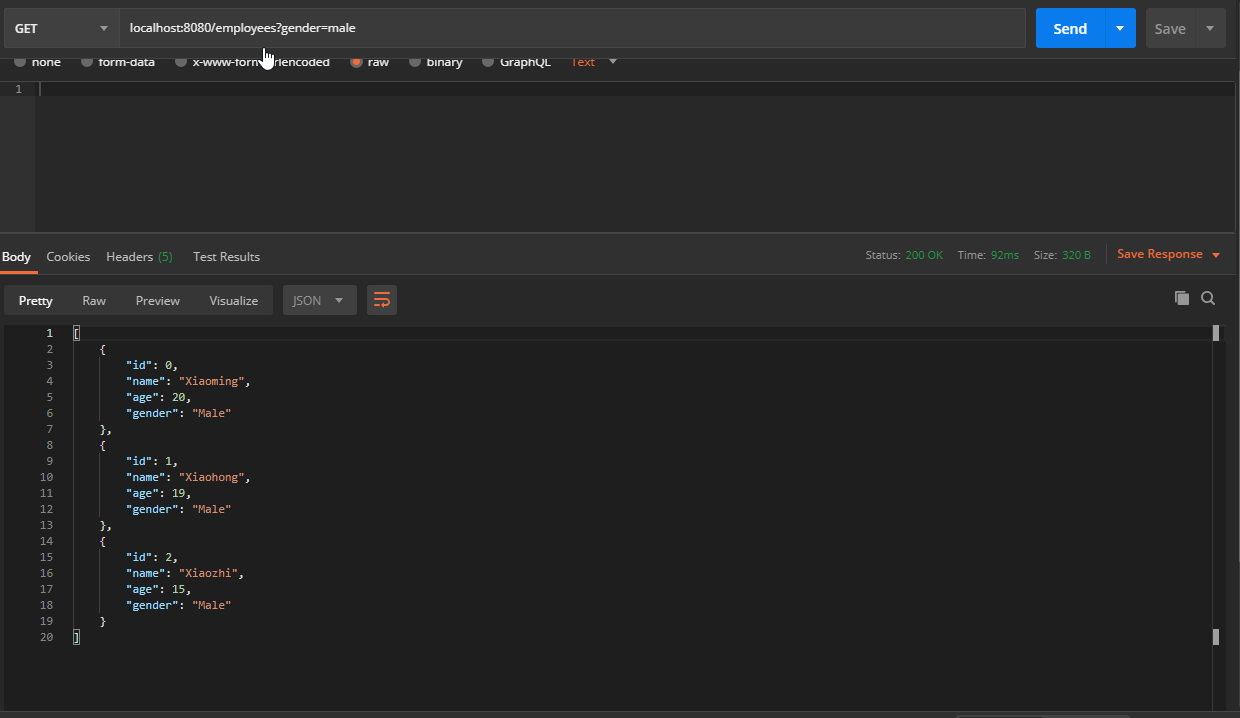 GET localhost:8080/employees?gender=male Send Save
none form-data x-www-form-urlencoded raw binary GraphQL Text
1
Body Cookies Headers (5) Test Results Status: 200 OK Time: 92ms Size: 320 B Save Response
Pretty Raw Preview Visualize JSON
1 [
2 {
3 "id": 0,
4 "name": "Xiaoming",
5 "age": 20,
6 "gender": "Male"
7 },
8 {
9 "id": 1,
10 "name": "Xiaohong",
11 "age": 19,
12 "gender": "Male"
13 },
14 {
15 "id": 2,
16 "name": "Xiaozhi",
17 "age": 15,
18 "gender": "Male"
19 }
20 ]